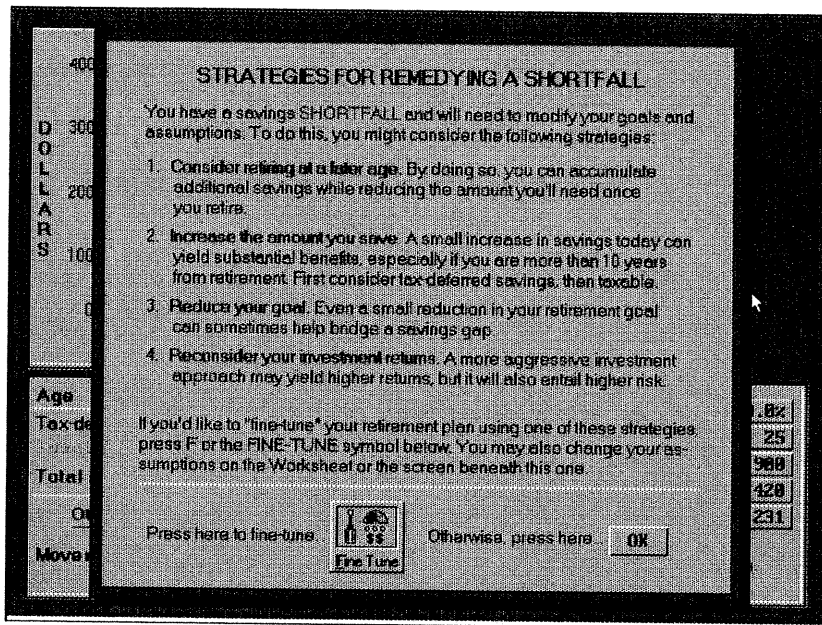 STRATEGIES FOR REMEDYING A SHORTFALL
You have a savings SHORTFALL and will need to modify your goals and
assumptions. To do this, you might consider the following strategies:
1. Consider retiring at a later age. By doing so, you can accumulate
additional savings while reducing the amount you'll need once
you retire.
2. Increase the amount you save. A small increase in savings today can
yield substantial benefits, especially if you are more than 10 years
from retirement. First consider tax-deferred savings, then taxable.
3. Reduce your goal. Even a small reduction in your retirement goal
can sometimes help bridge a savings gap.
4. Reconsider your investment returns. A more aggressive investment
approach may yield higher returns, but it will also entail higher risk.
If you'd like to "fine-tune" your retirement plan using one of these strategies,
press F or the FINE-TUNE symbol below. You may also change your as-
sumptions on the Worksheet or the screen beneath this one.
Press here to fine-tune.
$$
Fine Tune
Otherwise, press here...
OK
DOLLARS
400
300
200
100
0
Age
Tax-de
Total
Move
.0%
25
900
420
231